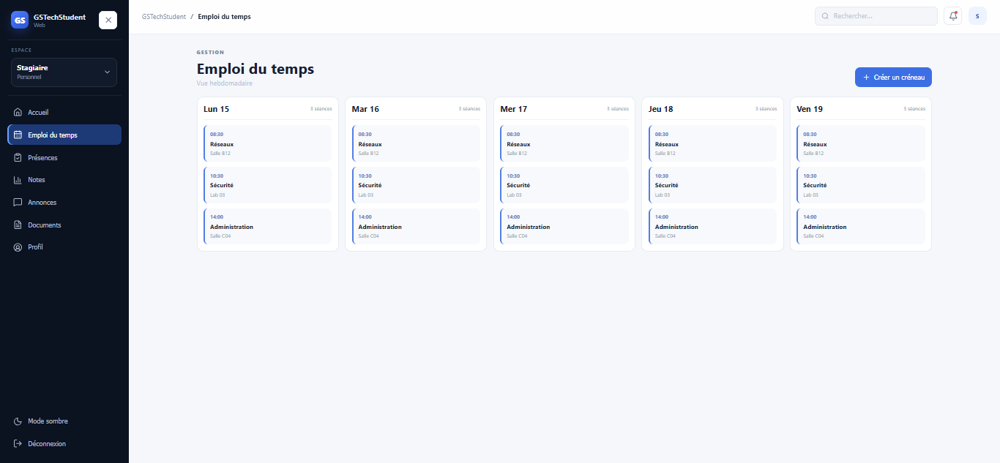 GS
GSTechStudent
Web
ESPACE
Stagiaire
Personnel
Accueil
Emploi du temps
Présences
Notes
Annonces
Documents
Profil
Mode sombre
Déconnexion
GSTechStudent / Emploi du temps
Rechercher...
S
GESTION
Emploi du temps
Vue hebdomadaire
Créer un créneau
Lun 15
3 séances
08:30
Réseaux
Salle B12
10:30
Sécurité
Lab 03
14:00
Administration
Salle C04
Mar 16
3 séances
08:30
Réseaux
Salle B12
10:30
Sécurité
Lab 03
14:00
Administration
Salle C04
Mer 17
3 séances
08:30
Réseaux
Salle B12
10:30
Sécurité
Lab 03
14:00
Administration
Salle C04
Jeu 18
3 séances
08:30
Réseaux
Salle B12
10:30
Sécurité
Lab 03
14:00
Administration
Salle C04
Ven 19
3 séances
08:30
Réseaux
Salle B12
10:30
Sécurité
Lab 03
14:00
Administration
Salle C04